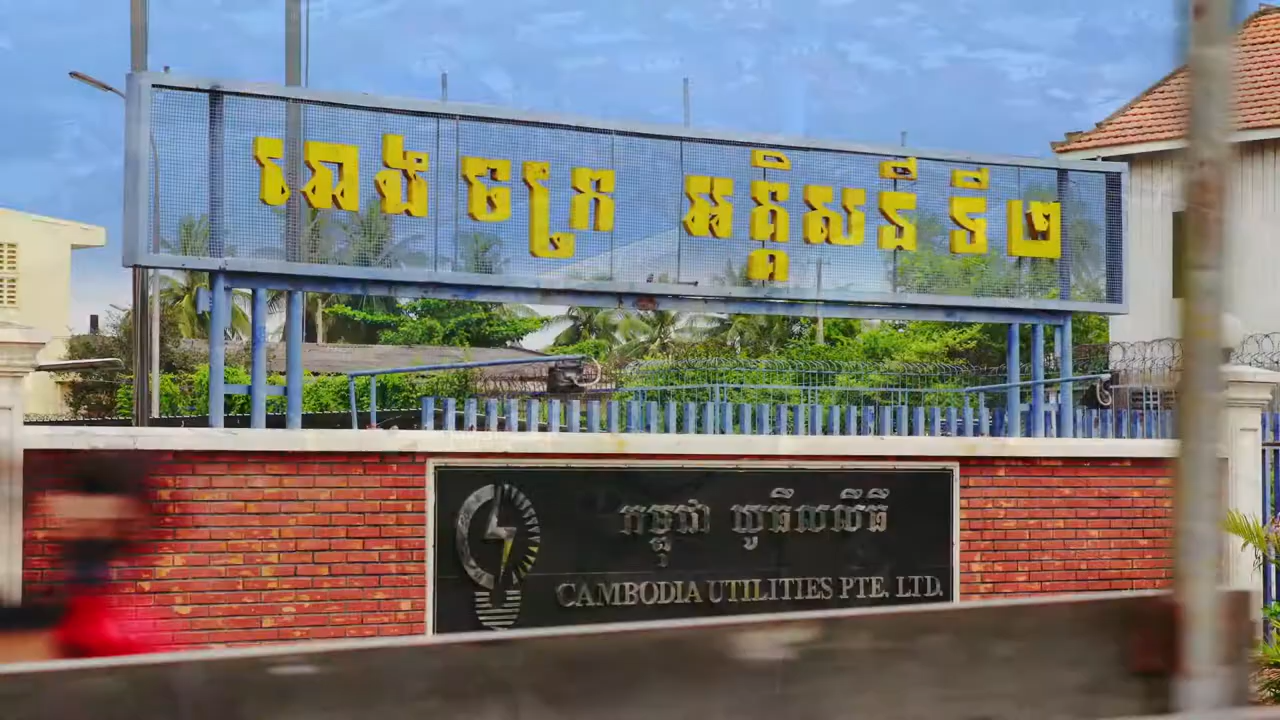 រោងចក្រ អគ្គិសនី ទី២
កម្ពុជា យូធីលលីធី
CAMBODIA UTILITIES PTE. LTD.